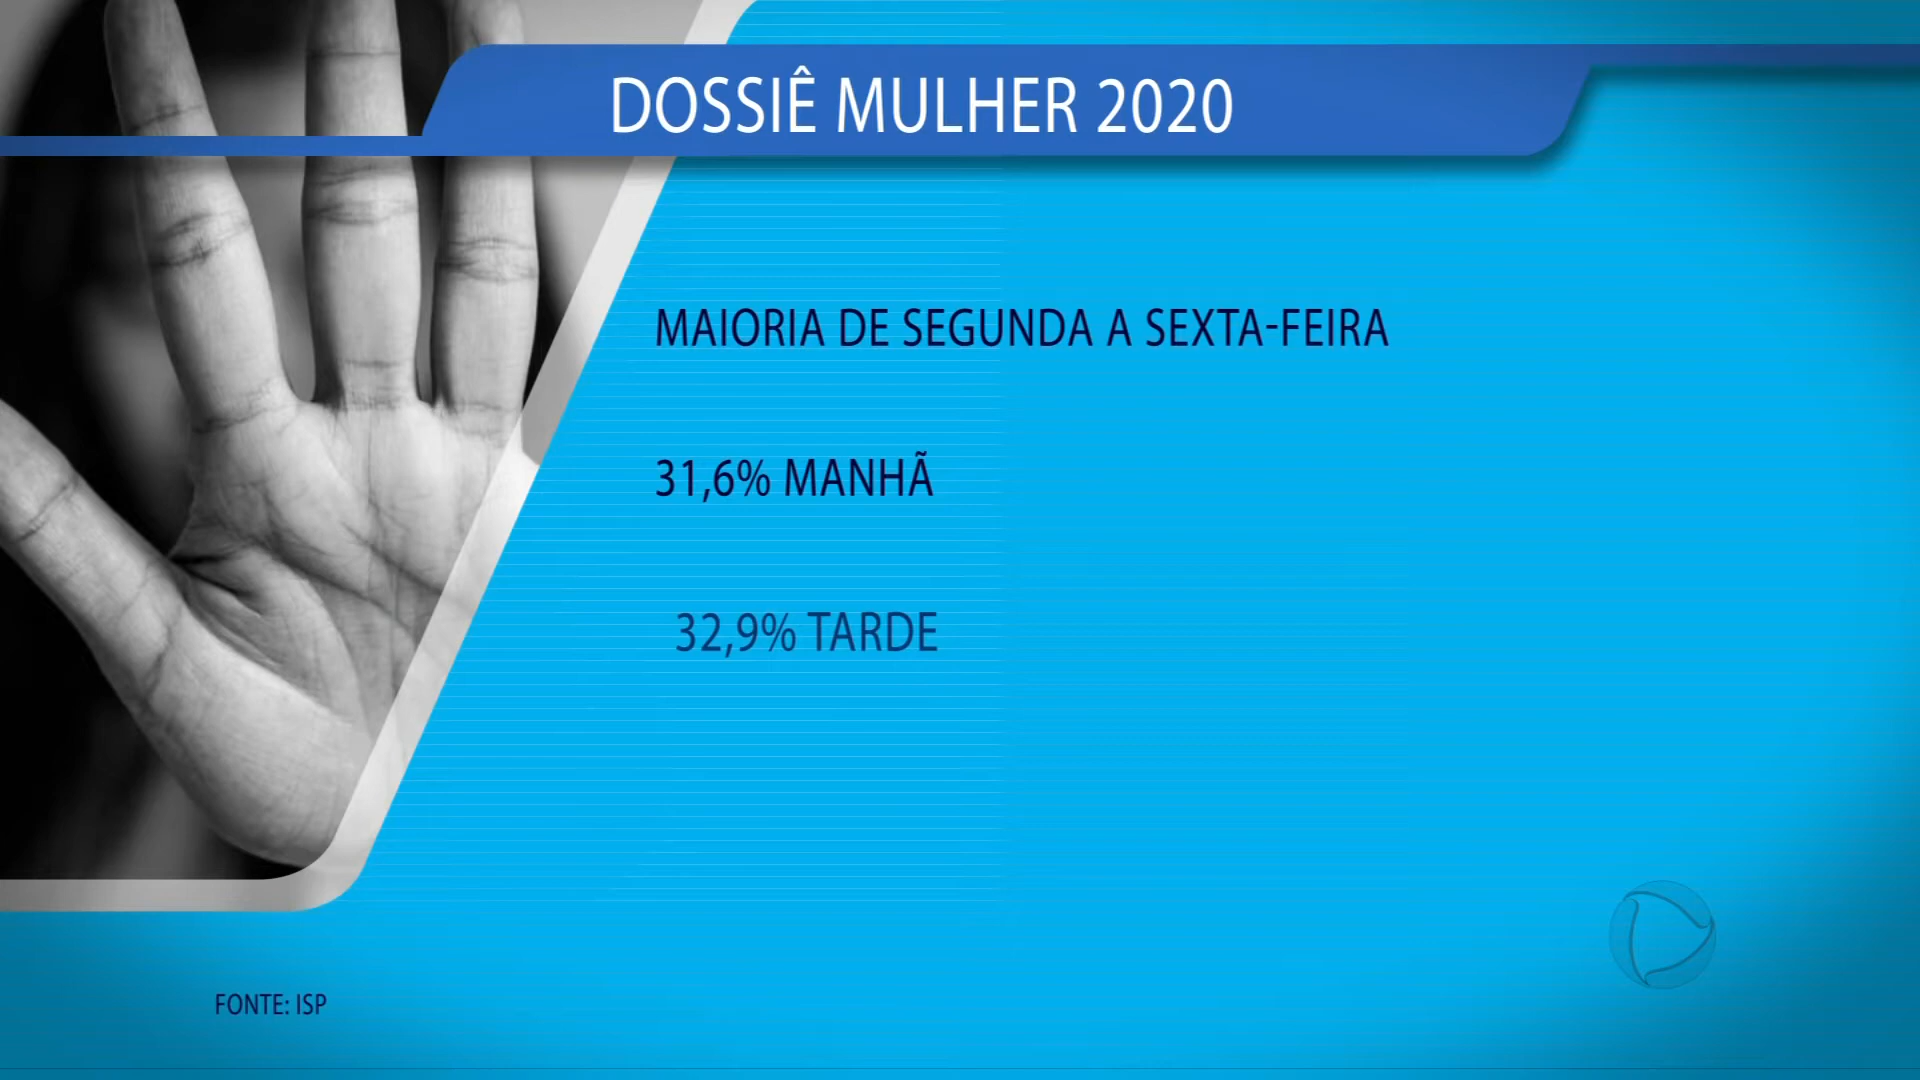 DOSSIÊ MULHER 2020
MAIORIA DE SEGUNDA A SEXTA-FEIRA
31,6% MANHÃ
32,9% TARDE
FONTE: ISP